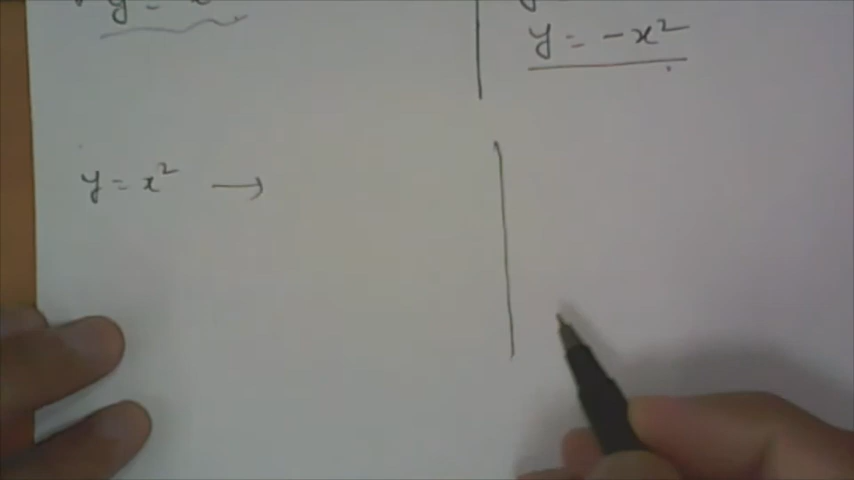 y = -x²
y = x² →